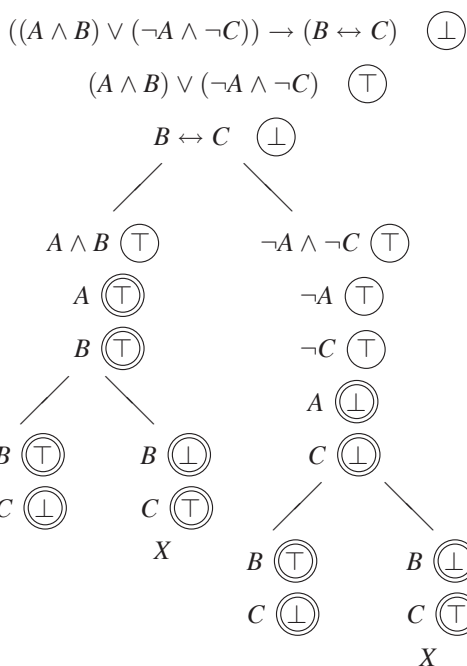 ((A ∧ B) ∨ (¬A ∧ ¬C)) → (B ↔ C) ⊥
(A ∧ B) ∨ (¬A ∧ ¬C) ⊤
B ↔ C ⊥
A ∧ B ⊤ ¬A ∧ ¬C ⊤
A ⊤ ¬A ⊤
B ⊤ ¬C ⊤
A ⊥
B ⊤ B ⊥ C ⊥
C ⊥ C ⊤
X
B ⊤ B ⊥
C ⊥ C ⊤
X